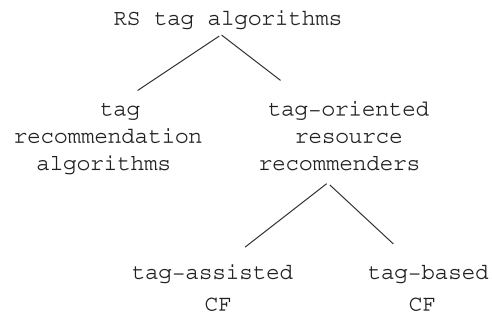 RS tag algorithms
tag
recommendation
algorithms
tag-oriented
resource
recommenders
tag-assisted
CF
tag-based
CF